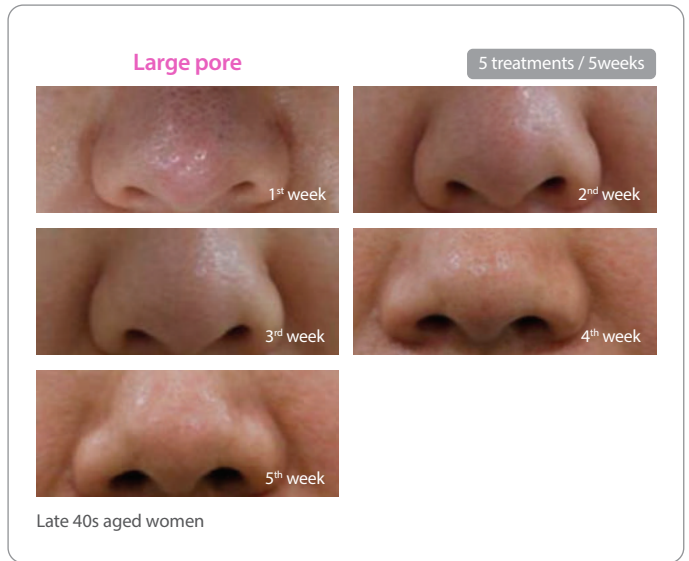 Large pore
5 treatments / 5weeks
1st week
2nd week
3rd week
4th week
5th week
Late 40s aged women